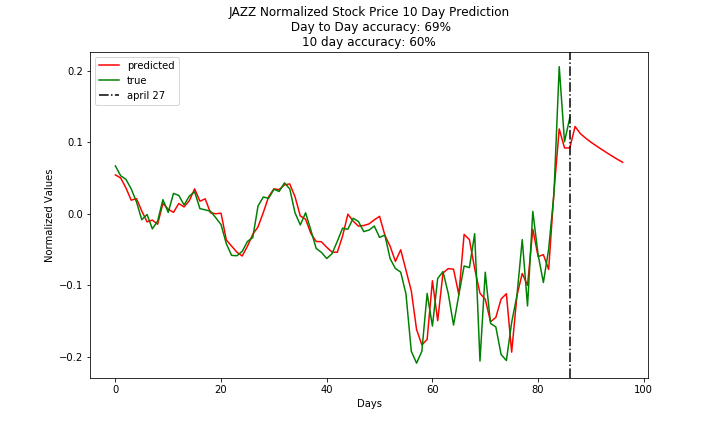 JAZZ Normalized Stock Price 10 Day Prediction
Day to Day accuracy: 69%
10 day accuracy: 60%
predicted
true
april 27
Normalized Values
0.2
0.1
0.0
−0.1
−0.2
0 20 40 60 80 100
Days